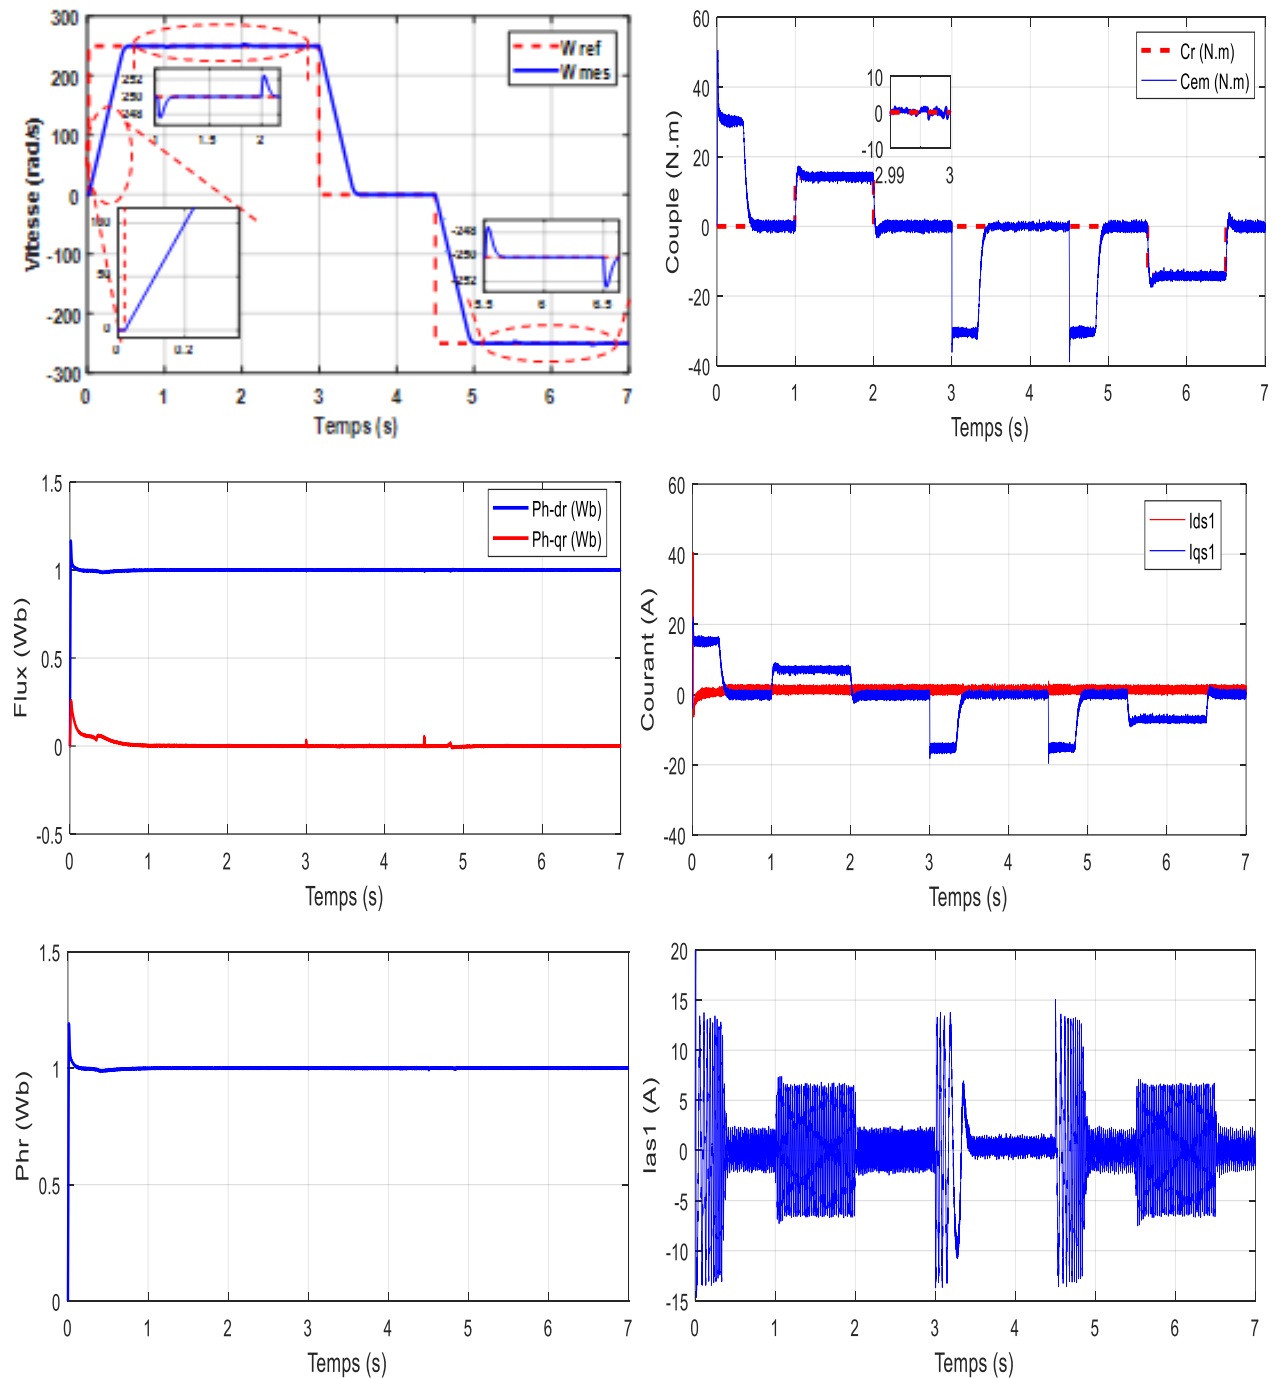 300
200
100
0
-100
-200
-300
0 1 2 3 4 5 6 7
Vitesse (rad/s)
Temps (s)
W ref
W mes
252
250
248
1 1.5 2
100
50
0
0 0.2
-248
-250
-252
5.5 6 6.5
60
40
20
0
-20
-40
0 1 2 3 4 5 6 7
Couple (N.m)
Temps (s)
Cr (N.m)
Cem (N.m)
10
0
-10
2.99 3
1.5
1
0.5
0
-0.5
0 1 2 3 4 5 6 7
Flux (Wb)
Temps (s)
Ph-dr (Wb)
Ph-qr (Wb)
60
40
20
0
-20
-40
0 1 2 3 4 5 6 7
Courant (A)
Temps (s)
Ids1
Iqs1
1.5
1
0.5
0
0 1 2 3 4 5 6 7
Phr (Wb)
Temps (s)
20
15
10
5
0
-5
-10
-15
0 1 2 3 4 5 6 7
Ias1 (A)
Temps (s)